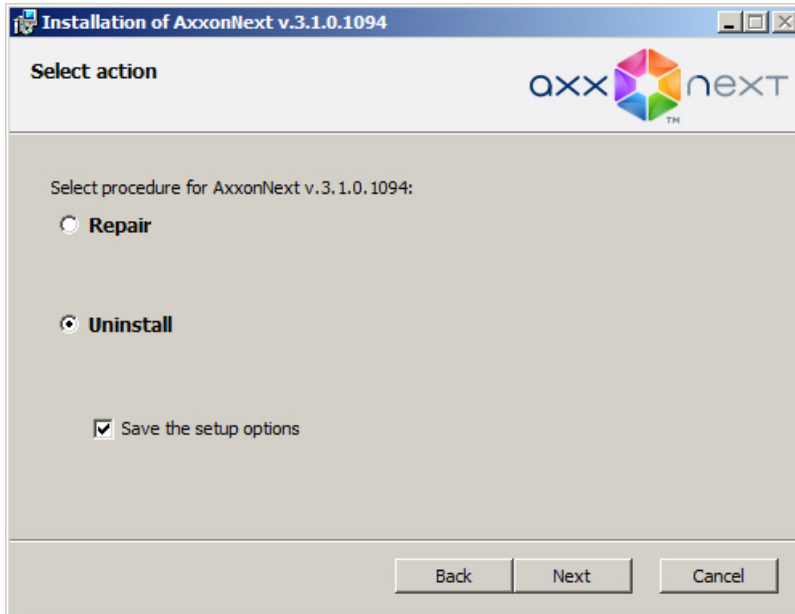 Installation of AxxonNext v.3.1.0.1094
Select action
axx next
TM
Select procedure for AxxonNext v.3.1.0.1094:
Repair
Uninstall
Save the setup options
Back Next Cancel